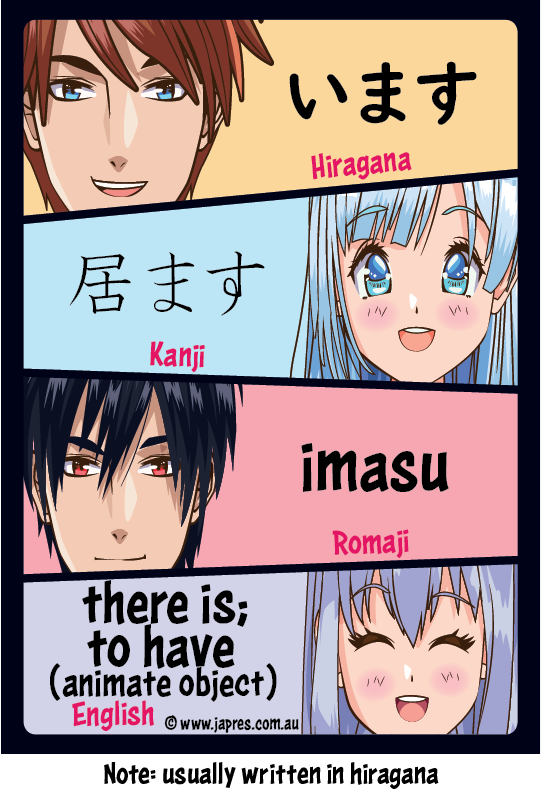 います
Hiragana
居ます
Kanji
imasu
Romaji
there is;
to have
(animate object)
English
© www.japres.com.au
Note: usually written in hiragana